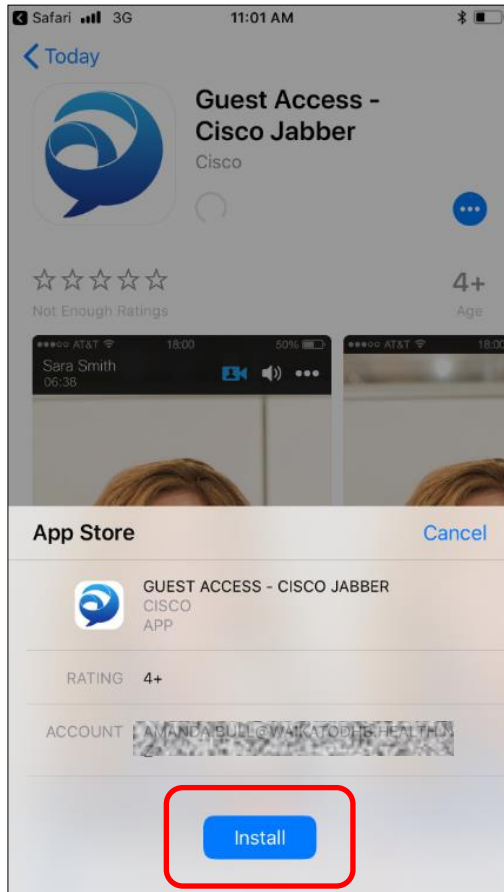 Safari 3G 11:01 AM
Today
Guest Access -
Cisco Jabber
Cisco
Not Enough Ratings
4+
Age
AT&T 18:00 50% AT&T 18:00
Sara Smith
06:38
App Store Cancel
GUEST ACCESS - CISCO JABBER
CISCO
APP
RATING 4+
ACCOUNT
Install